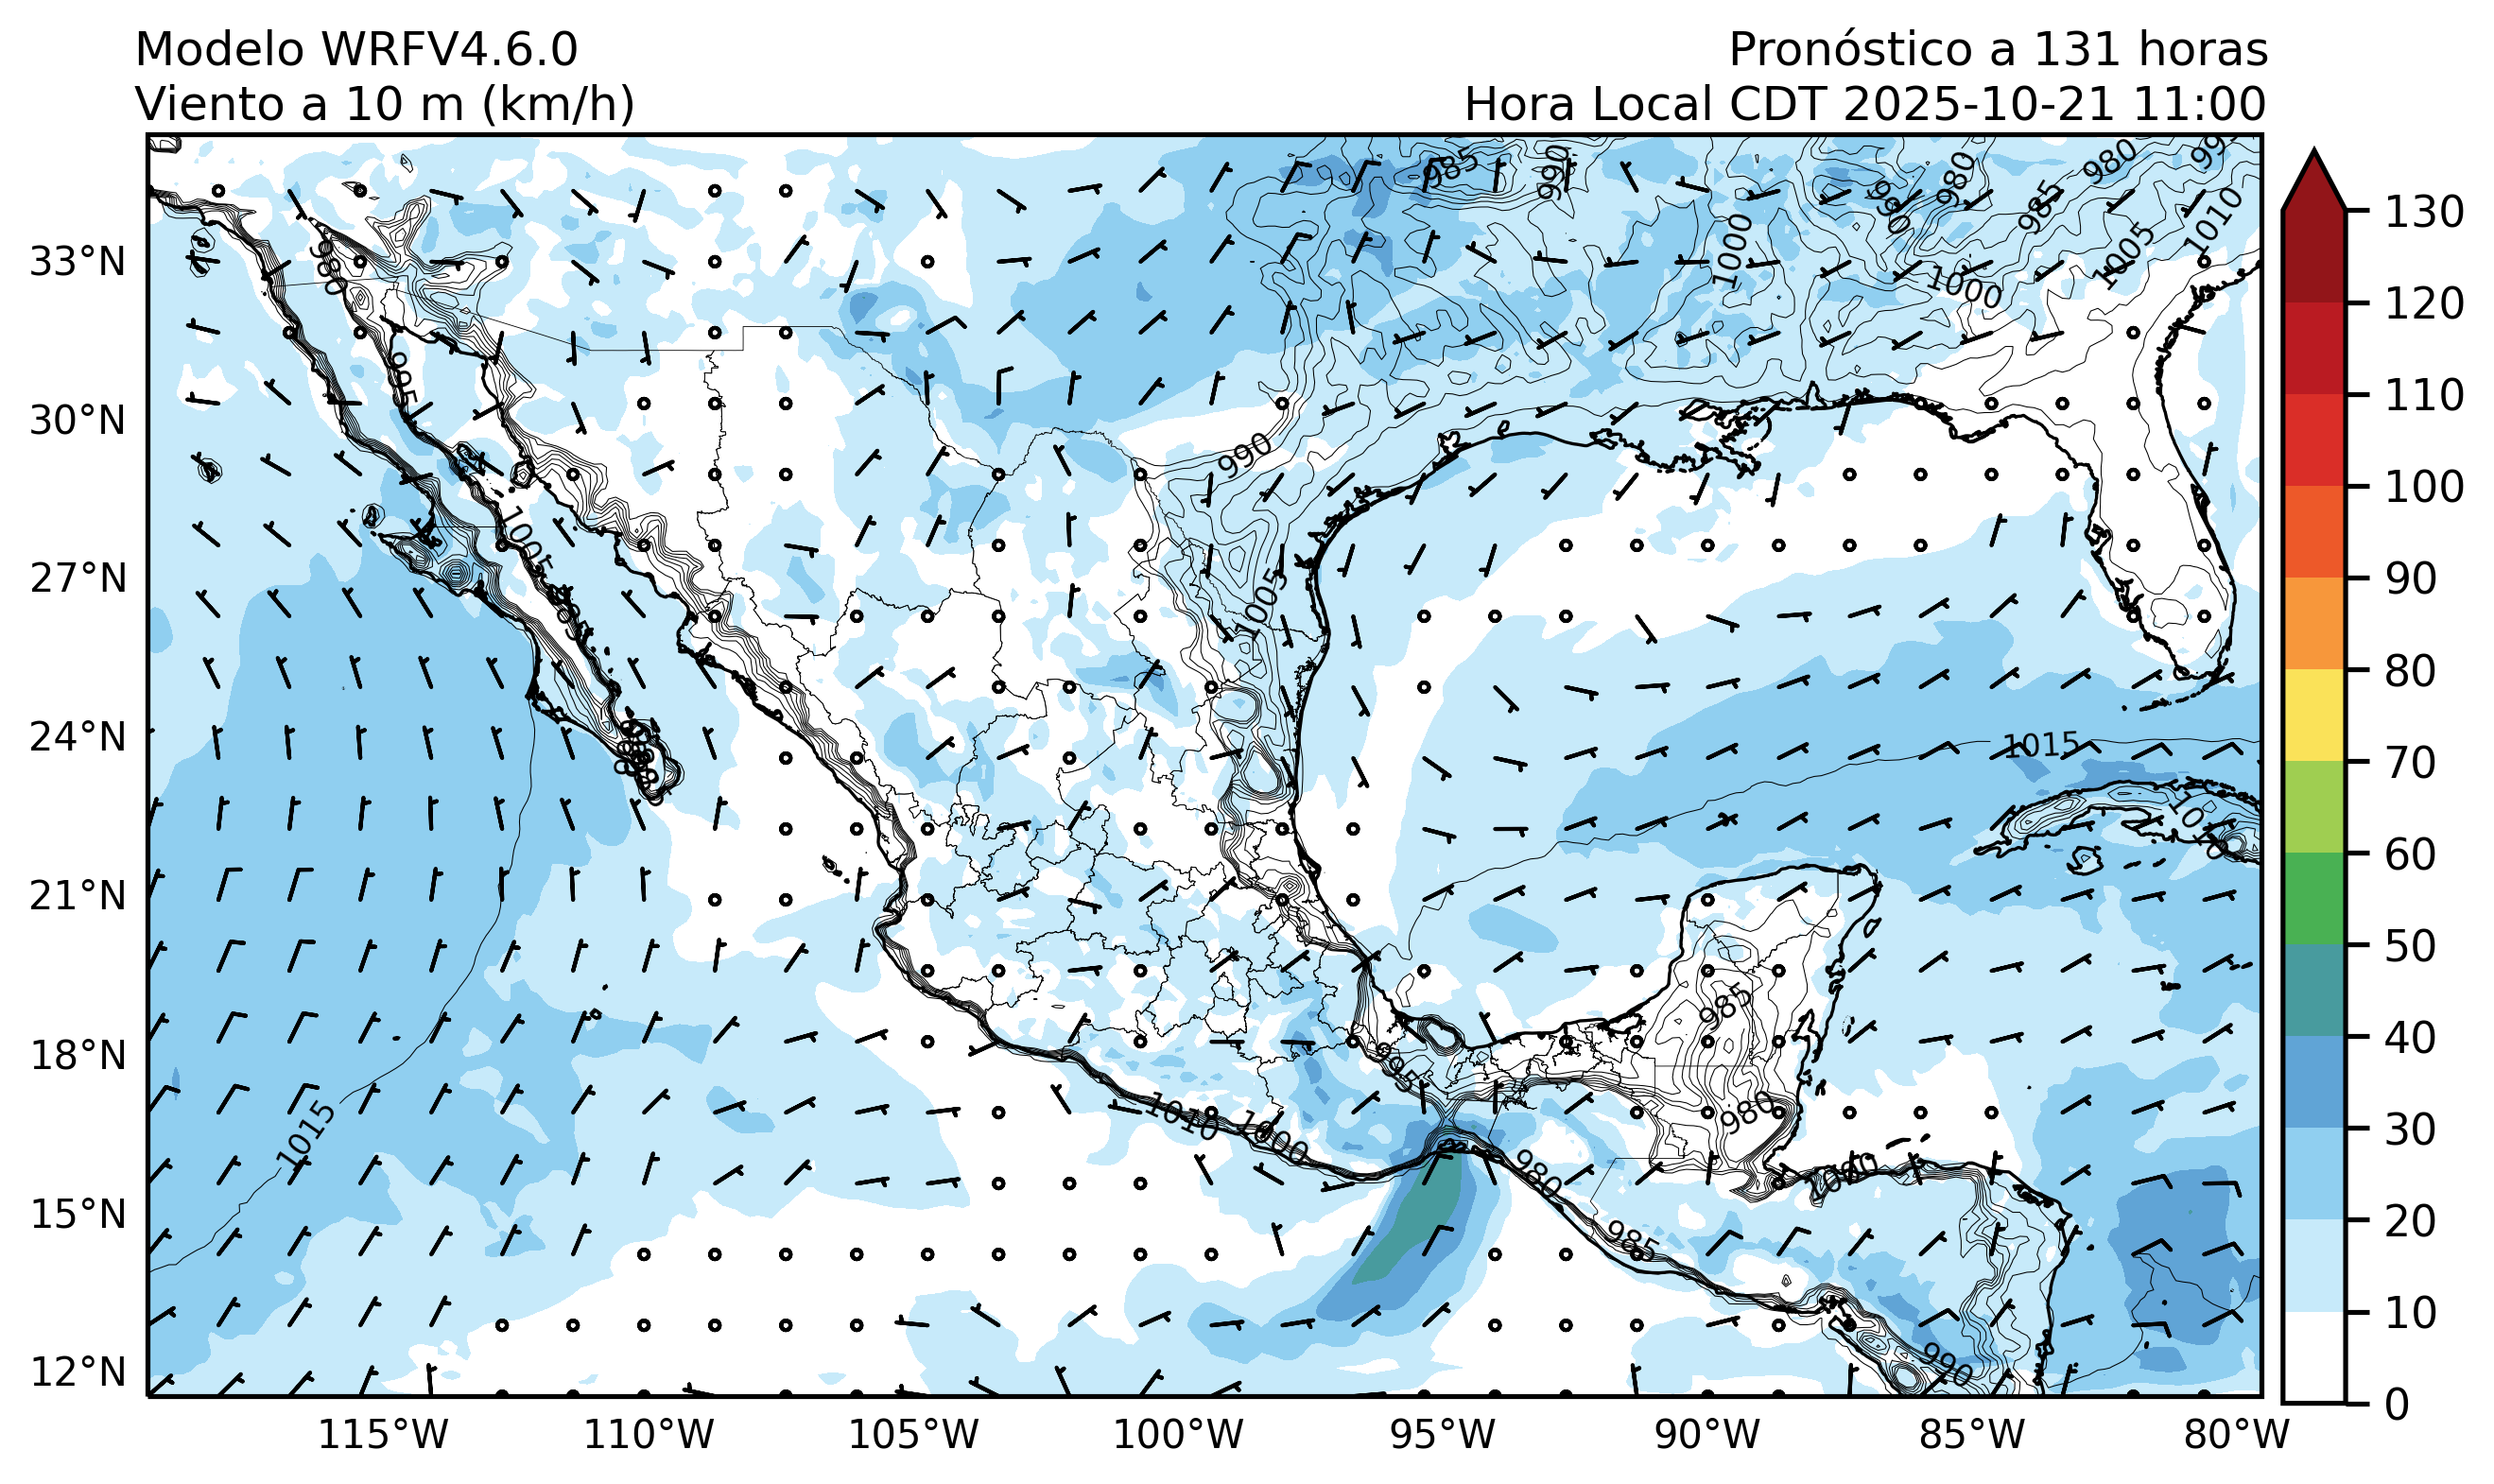 Modelo WRFV4.6.0
Viento a 10 m (km/h)
Pronóstico a 131 horas
Hora Local CDT 2025-10-21 11:00
33°N
30°N
27°N
24°N
21°N
18°N
15°N
12°N
115°W
110°W
105°W
100°W
95°W
90°W
85°W
80°W
130
120
110
100
90
80
70
60
50
40
30
20
10
0
985
990
980
980
990
985
1010
1005
1000
1000
980
995
990
1005
1005
1015
985
995
980
1010
1000
980
1015
985
990